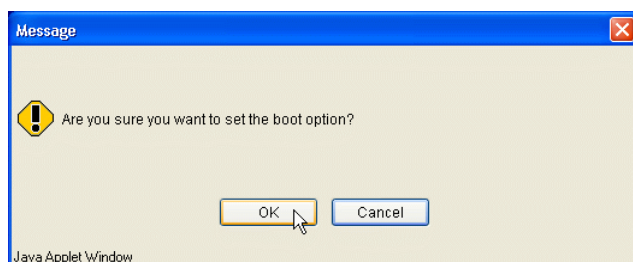 Message
Are you sure you want to set the boot option?
OK
Cancel
Java Applet Window